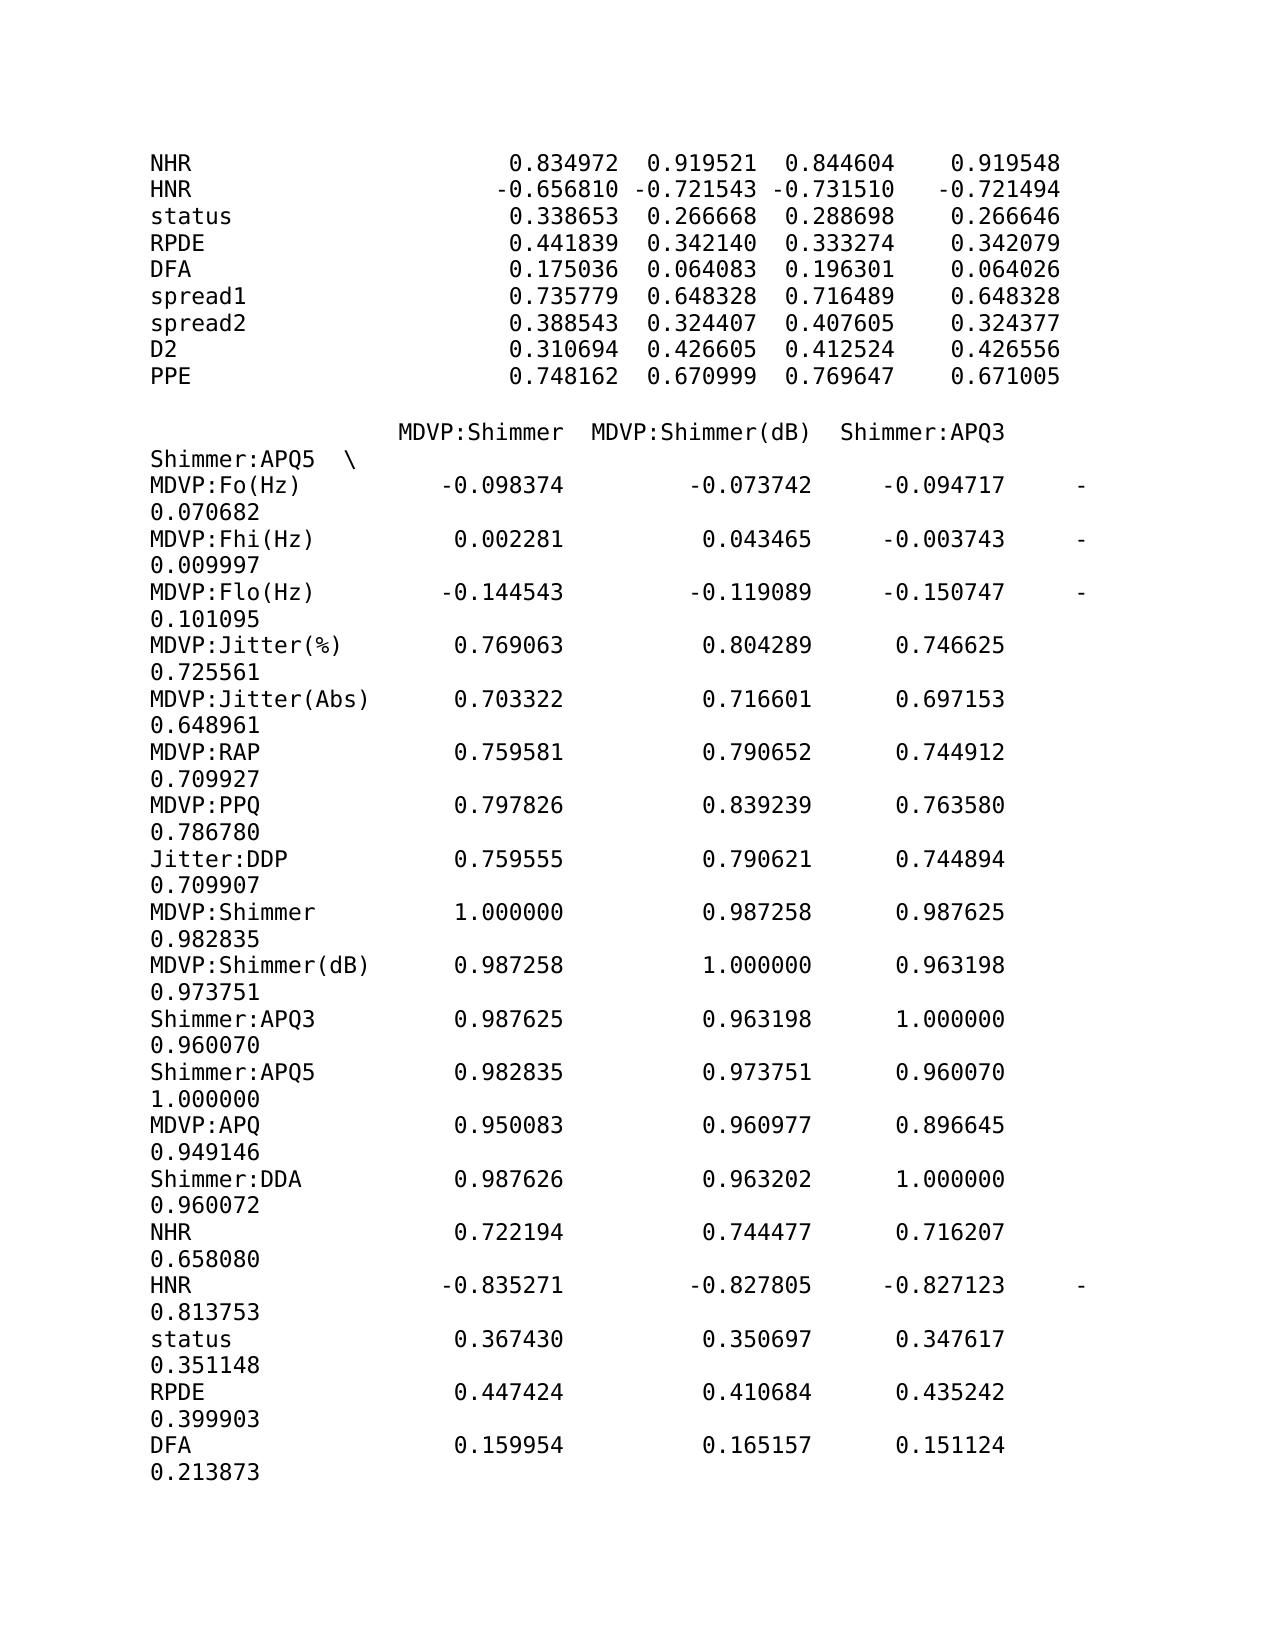 NHR 0.834972 0.919521 0.844604 0.919548
HNR -0.656810 -0.721543 -0.731510 -0.721494
status 0.338653 0.266668 0.288698 0.266646
RPDE 0.441839 0.342140 0.333274 0.342079
DFA 0.175036 0.064083 0.196301 0.064026
spread1 0.735779 0.648328 0.716489 0.648328
spread2 0.388543 0.324407 0.407605 0.324377
D2 0.310694 0.426605 0.412524 0.426556
PPE 0.748162 0.670999 0.769647 0.671005
MDVP:Shimmer MDVP:Shimmer(dB) Shimmer:APQ3
Shimmer:APQ5 \
MDVP:Fo(Hz) -0.098374 -0.073742 -0.094717 -
0.070682
MDVP:Fhi(Hz) 0.002281 0.043465 -0.003743 -
0.009997
MDVP:Flo(Hz) -0.144543 -0.119089 -0.150747 -
0.101095
MDVP:Jitter(%) 0.769063 0.804289 0.746625
0.725561
MDVP:Jitter(Abs) 0.703322 0.716601 0.697153
0.648961
MDVP:RAP 0.759581 0.790652 0.744912
0.709927
MDVP:PPQ 0.797826 0.839239 0.763580
0.786780
Jitter:DDP 0.759555 0.790621 0.744894
0.709907
MDVP:Shimmer 1.000000 0.987258 0.987625
0.982835
MDVP:Shimmer(dB) 0.987258 1.000000 0.963198
0.973751
Shimmer:APQ3 0.987625 0.963198 1.000000
0.960070
Shimmer:APQ5 0.982835 0.973751 0.960070
1.000000
MDVP:APQ 0.950083 0.960977 0.896645
0.949146
Shimmer:DDA 0.987626 0.963202 1.000000
0.960072
NHR 0.722194 0.744477 0.716207
0.658080
HNR -0.835271 -0.827805 -0.827123 -
0.813753
status 0.367430 0.350697 0.347617
0.351148
RPDE 0.447424 0.410684 0.435242
0.399903
DFA 0.159954 0.165157 0.151124
0.213873